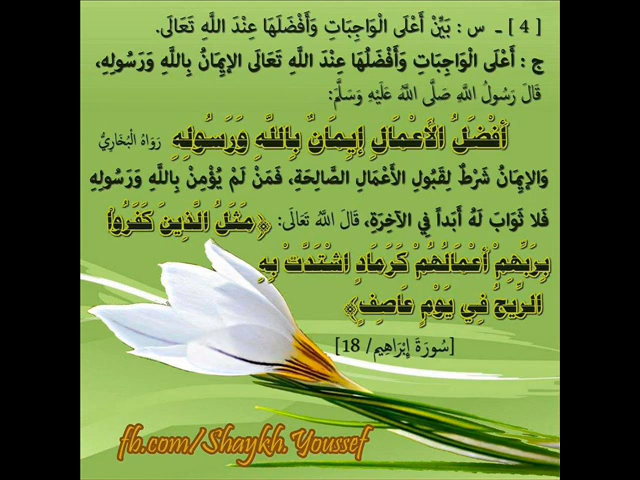 [ 4 ] ـ س : بَيِّنْ أَعْلَى الْوَاجِبَاتِ وَأَفْضَلَهَا عِنْدَ اللَّهِ تَعَالَى.
ج : أَعْلَى الْوَاجِبَاتِ وَأَفْضَلُهَا عِنْدَ اللَّهِ تَعَالَى الإِيمَانُ بِاللَّهِ وَرَسُولِهِ،
قَالَ رَسُولُ اللَّهِ صَلَّى اللَّهُ عَلَيْهِ وَسَلَّمَ:
أَفْضَلُ الأَعْمَالِ إِيمَانٌ بِاللَّهِ وَرَسُولِهِ رَوَاهُ الْبُخَارِيُّ
وَالإِيمَانُ شَرْطٌ لِقَبُولِ الأَعْمَالِ الصَّالِحَةِ، فَمَنْ لَمْ يُؤْمِنْ بِاللَّهِ وَرَسُولِهِ
فَلا ثَوَابَ لَهُ أَبَداً فِي الآخِرَةِ، قَالَ اللَّهُ تَعَالَى: ﴿مَثَلُ الَّذِينَ كَفَرُوا
بِرَبِّهِمْ أَعْمَالُهُمْ كَرَمَادٍ اشْتَدَّتْ بِهِ
الرِّيحُ فِي يَوْمٍ عَاصِفٍ﴾
[سُورَةَ إِبْرَاهِيم/ 18]
fb.com/Shaykh.Youssef